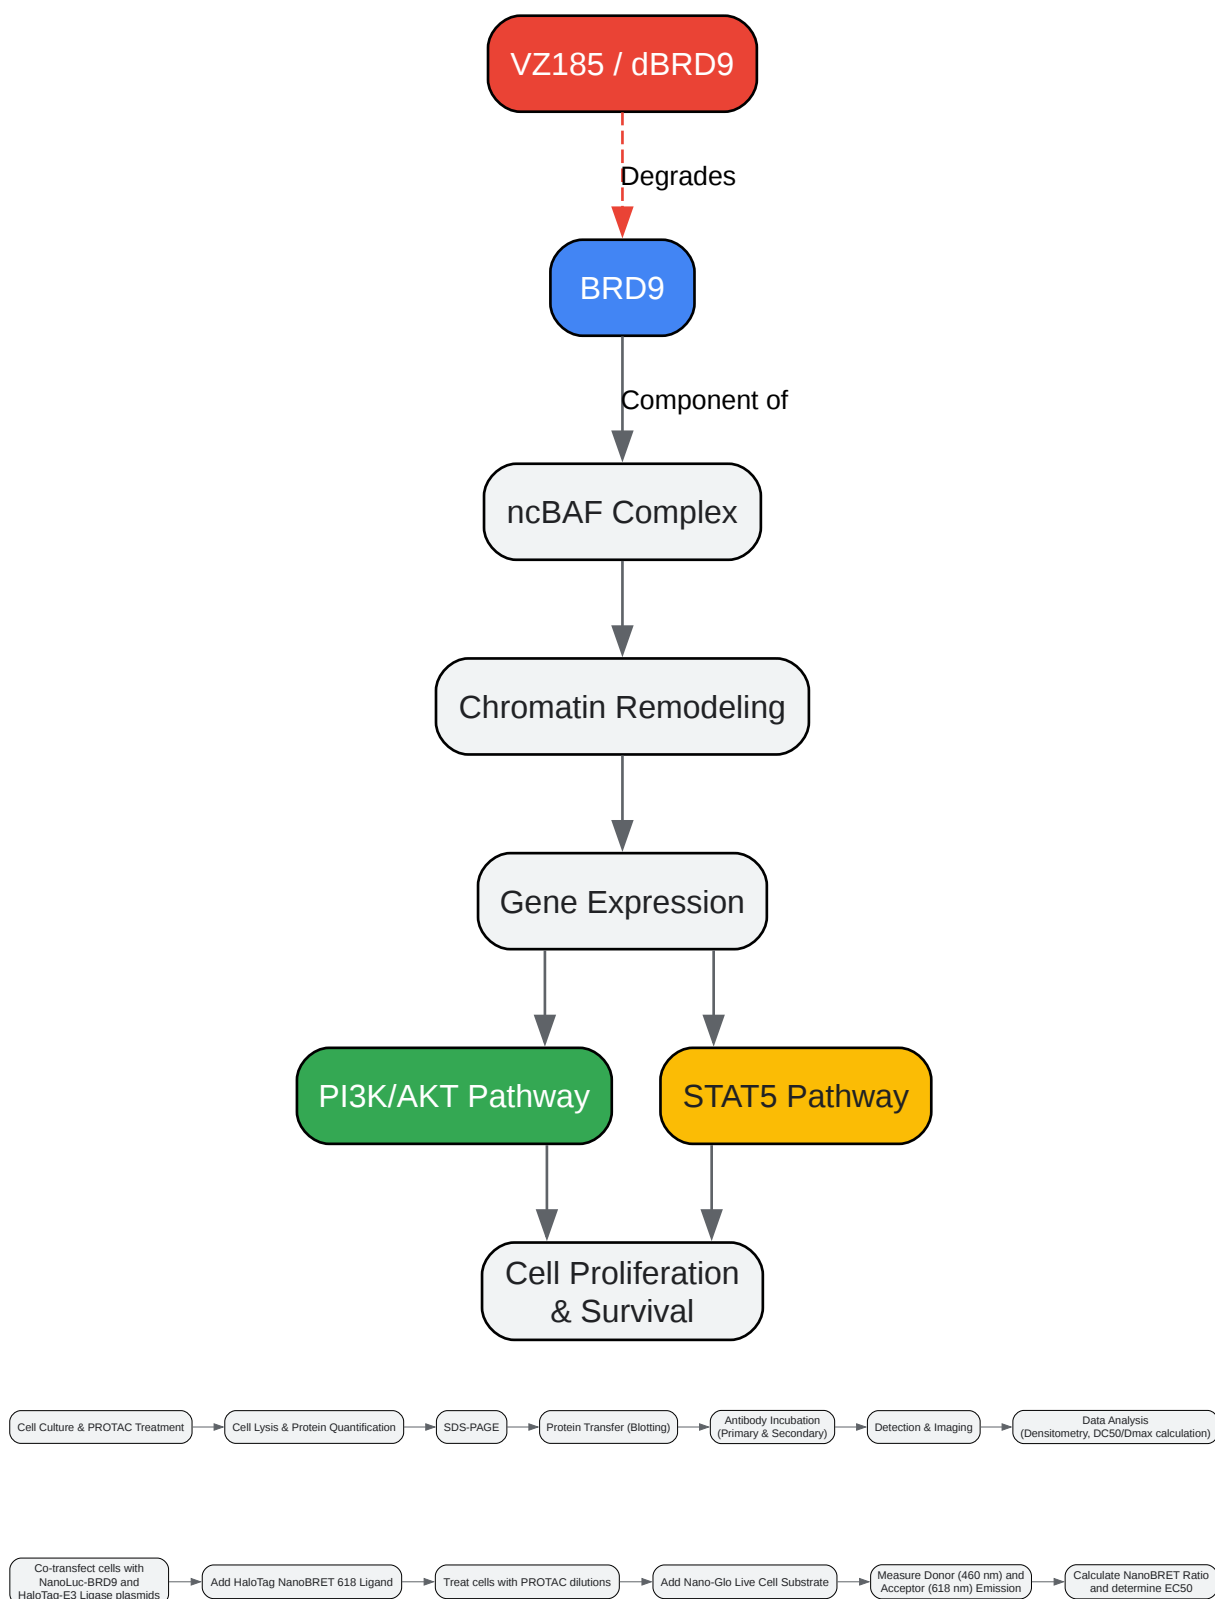 VZ185 / dBRD9
Degrades
BRD9
Component of
ncBAF Complex
Chromatin Remodeling
Gene Expression
PI3K/AKT Pathway
STAT5 Pathway
Cell Proliferation
& Survival
Cell Culture & PROTAC Treatment
Cell Lysis & Protein Quantification
SDS-PAGE
Protein Transfer (Blotting)
Antibody Incubation
(Primary & Secondary)
Detection & Imaging
Data Analysis
(Densitometry, DC50/Dmax calculation)
Co-transfect cells with
NanoLuc-BRD9 and
HaloTag-E3 Ligase plasmids
Add HaloTag NanoBRET 618 Ligand
Treat cells with PROTAC dilutions
Add Nano-Glo Live Cell Substrate
Measure Donor (460 nm) and
Acceptor (618 nm) Emission
Calculate NanoBRET Ratio
and determine EC50